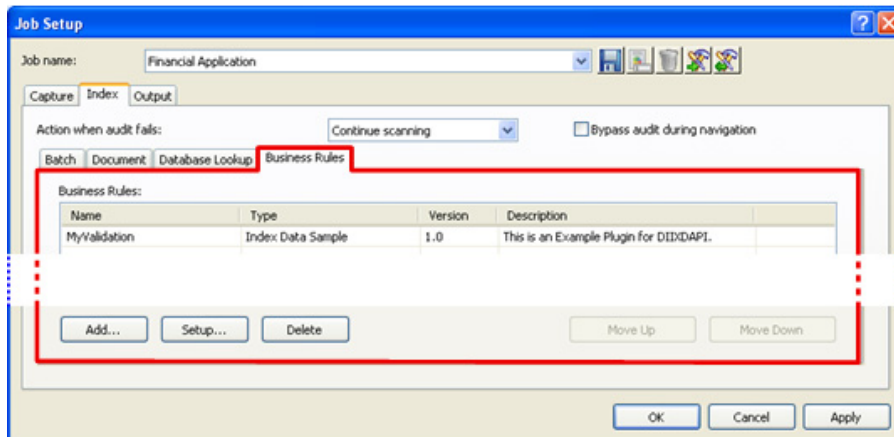 Job Setup
Job name: Financial Application
Capture Index Output
Action when audit fails: Continue scanning Bypass audit during navigation
Batch Document Database Lookup Business Rules
Business Rules:
Name Type Version Description
MyValidation Index Data Sample 1.0 This is an Example Plugin for DIIXDAPI.
Add... Setup... Delete Move Up Move Down
OK Cancel Apply